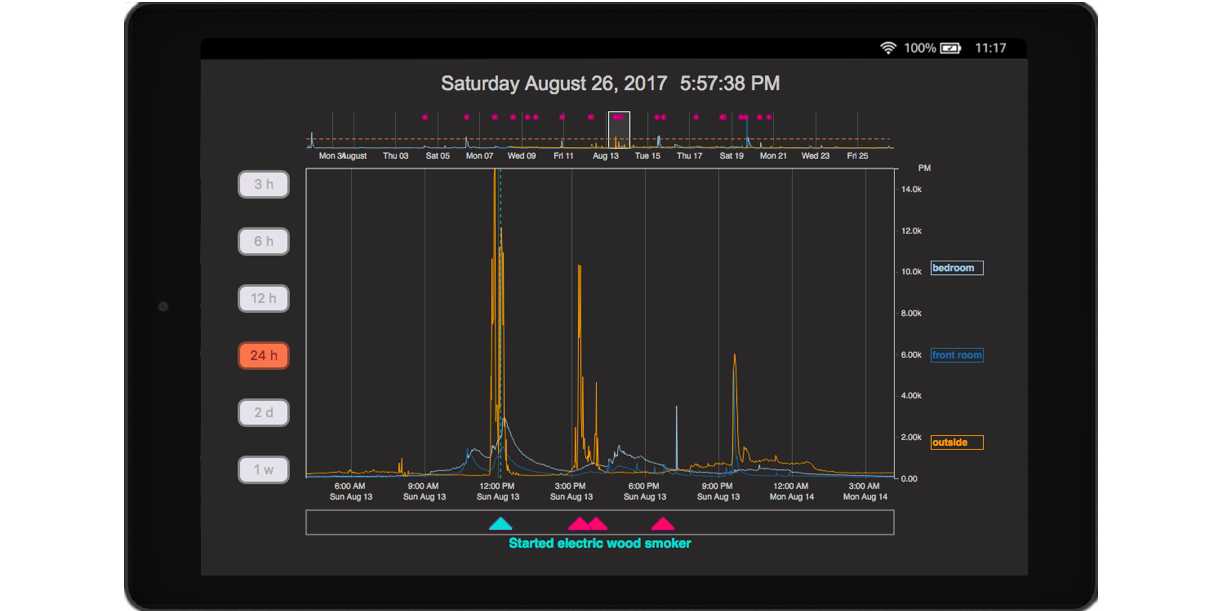 100% 11:17
Saturday August 26, 2017 5:57:38 PM
August Thu 03 Sat 05 Mon 07 Wed 09 Fri 11 Aug 13 Tue 15 Thu 17 Sat 19 Mon 21 Wed 23 Fri 25
PM
3 h
14.0k
12.0k
6 h
10.0k
bedroom
12 h
8.00k
24 h
6.00k
front room
4.00k
2 d
2.00k
outside
1 w
0.00
6:00 AM 9:00 AM 12:00 PM 3:00 PM 6:00 PM 9:00 PM 12:00 AM 3:00 AM
Sun Aug 13 Sun Aug 13 Sun Aug 13 Sun Aug 13 Sun Aug 13 Sun Aug 13 Mon Aug 14 Mon Aug 14
Started electric wood smoker